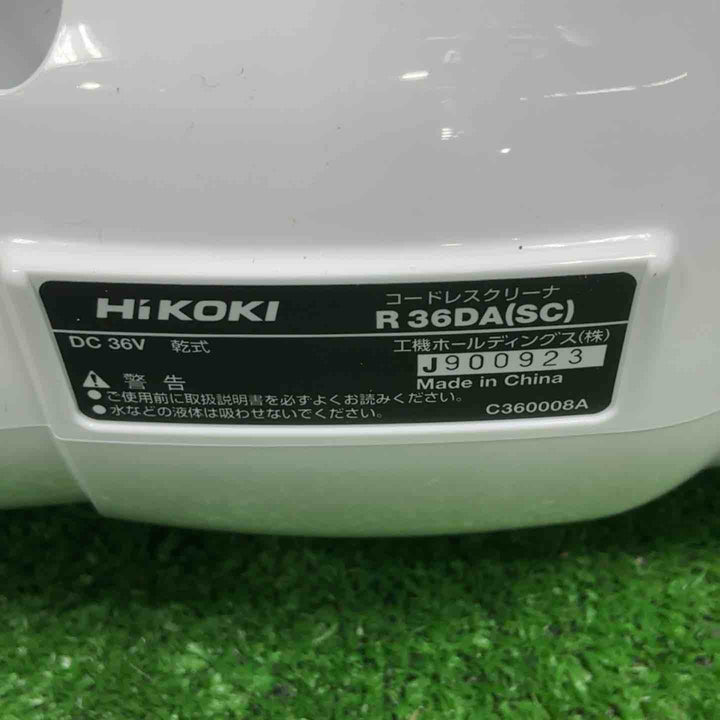 HiKOKI
コードレスクリーナ
R 36DA(SC)
DC 36V 乾式
工機ホールディングス(株)
J900923
Made in China
警告
●ご使用前に取扱説明書を必ずよくお読みください。
●水などの液体は吸わせないでください。
C360008A